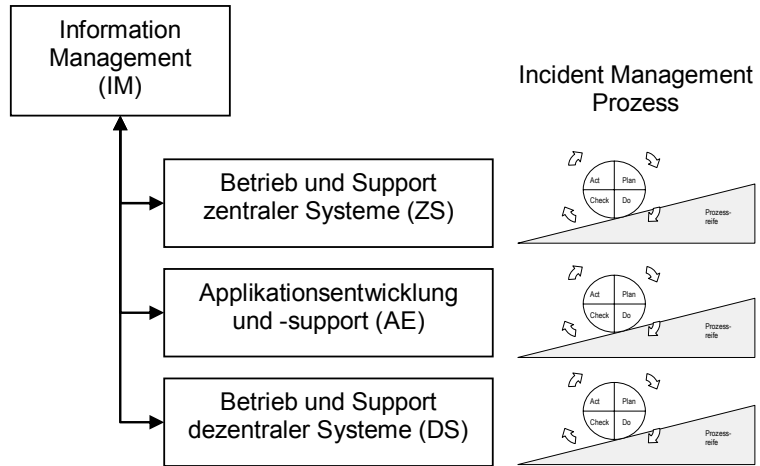 Information
Management
(IM)
Incident Management
Prozess
Betrieb und Support
zentraler Systeme (ZS)
Act Plan
Check Do
Prozess-
reife
Applikationsentwicklung
und -support (AE)
Act Plan
Check Do
Prozess-
reife
Betrieb und Support
dezentraler Systeme (DS)
Act Plan
Check Do
Prozess-
reife